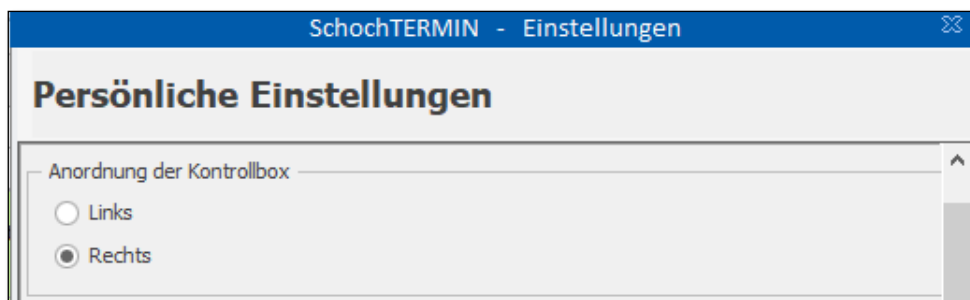 SchochTERMIN - Einstellungen
Persönliche Einstellungen
Anordnung der Kontrollbox
Links
Rechts